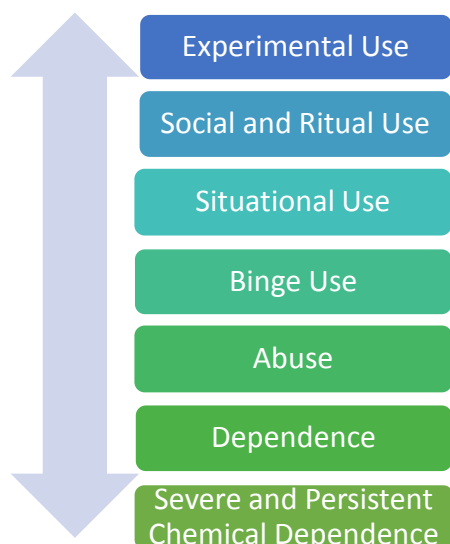 Experimental Use
Social and Ritual Use
Situational Use
Binge Use
Abuse
Dependence
Severe and Persistent
Chemical Dependence